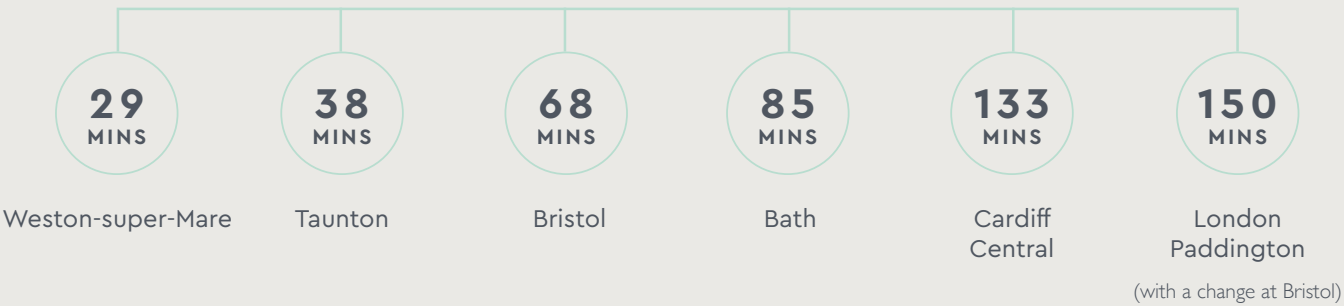 29
MINS
Weston-super-Mare
38
MINS
Taunton
68
MINS
Bristol
85
MINS
Bath
133
MINS
Cardiff
Central
150
MINS
London
Paddington
(with a change at Bristol)